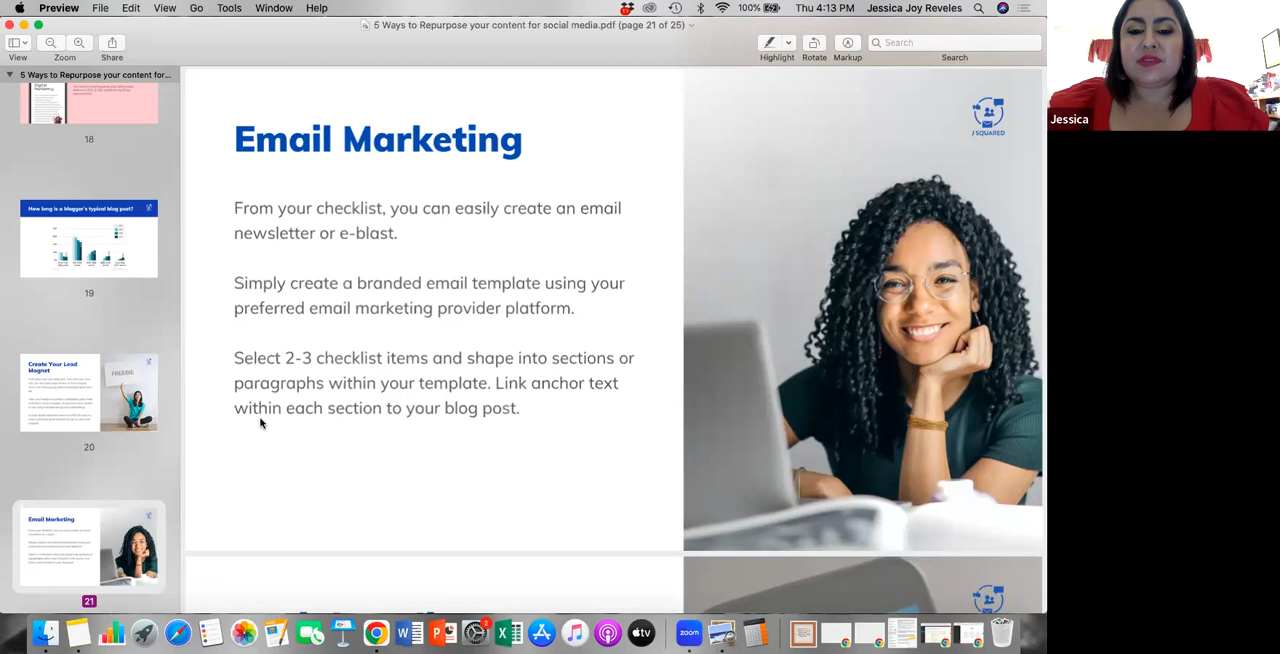 Preview File Edit View Go Tools Window Help
100% Thu 4:13 PM Jessica Joy Reveles
5 Ways to Repurpose your content for social media.pdf (page 21 of 25)
View Zoom Share Highlight Rotate Markup Search
Search
5 Ways to Repurpose your content for...
Digital
Marketing:
18
How long is a blogger's typical blog post?
19
Create Your Lead
Magnet
FREEBIE
20
Email Marketing
21
Email Marketing
From your checklist, you can easily create an email
newsletter or e-blast.
Simply create a branded email template using your
preferred email marketing provider platform.
Select 2-3 checklist items and shape into sections or
paragraphs within your template. Link anchor text
within each section to your blog post.
J SQUARED
Jessica
2
zoom
tv